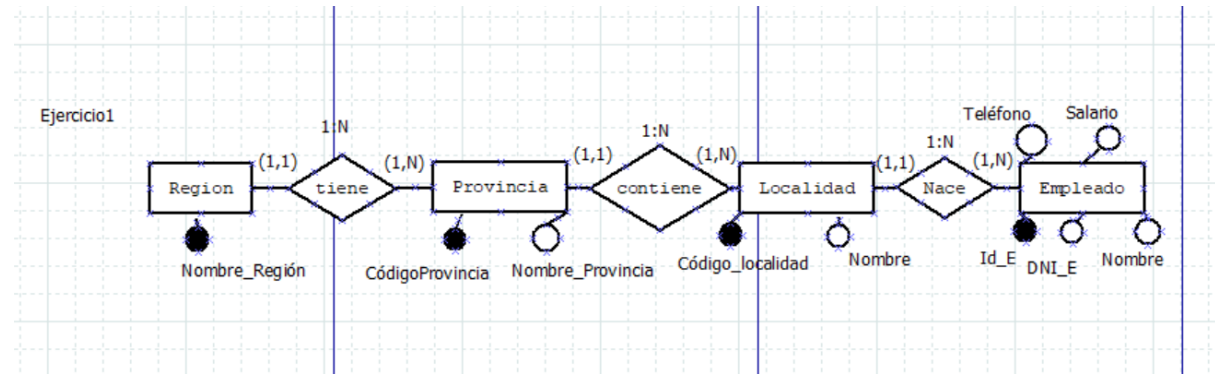 Ejercicio1
Teléfono Salario
1:N 1:N 1:N
(1,1) (1,N) (1,1) (1,N) (1,1) (1,N)
Region tiene Provincia contiene Localidad Nace Empleado
Nombre_Región CódigoProvincia Nombre_Provincia Código_localidad Nombre Id_E DNI_E Nombre